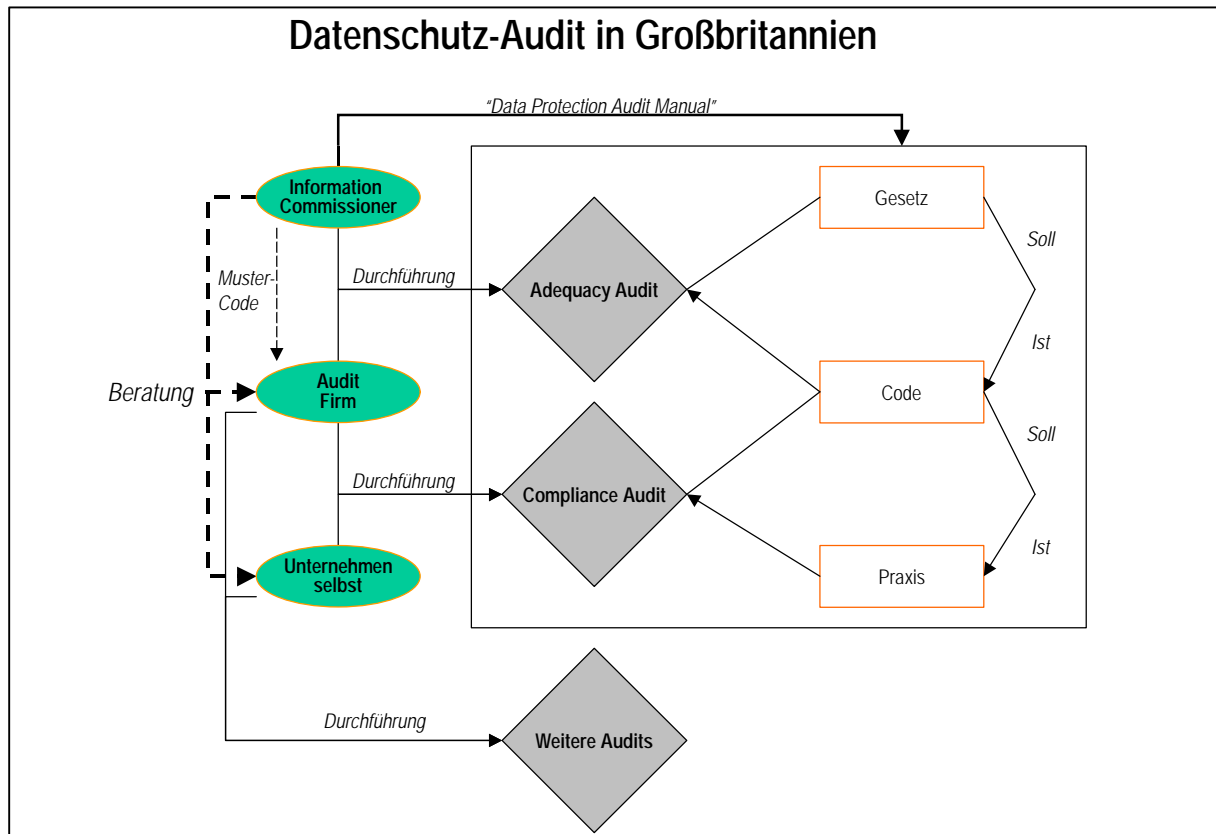 Datenschutz-Audit in Großbritannien
“Data Protection Audit Manual”
Information
Commissioner
Gesetz
Soll
Muster-
Code
Durchführung
Adequacy Audit
Ist
Beratung
Audit
Firm
Code
Soll
Durchführung
Compliance Audit
Ist
Unternehmen
selbst
Praxis
Durchführung
Weitere Audits